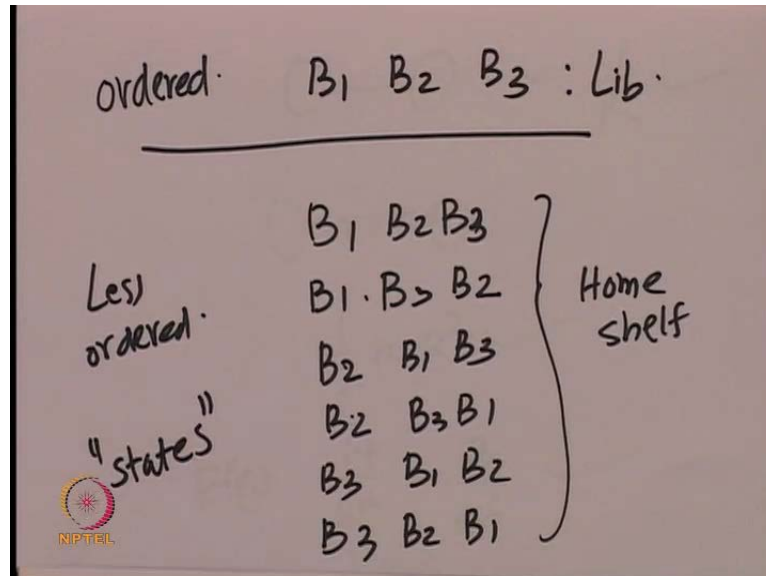 ordered. B1 B2 B3 : Lib.
B1 B2 B3
Less B1. B3 B2 Home
ordered. B2 B1 B3 shelf
"states" B2 B3 B1
B3 B1 B2
B3 B2 B1
NPTEL